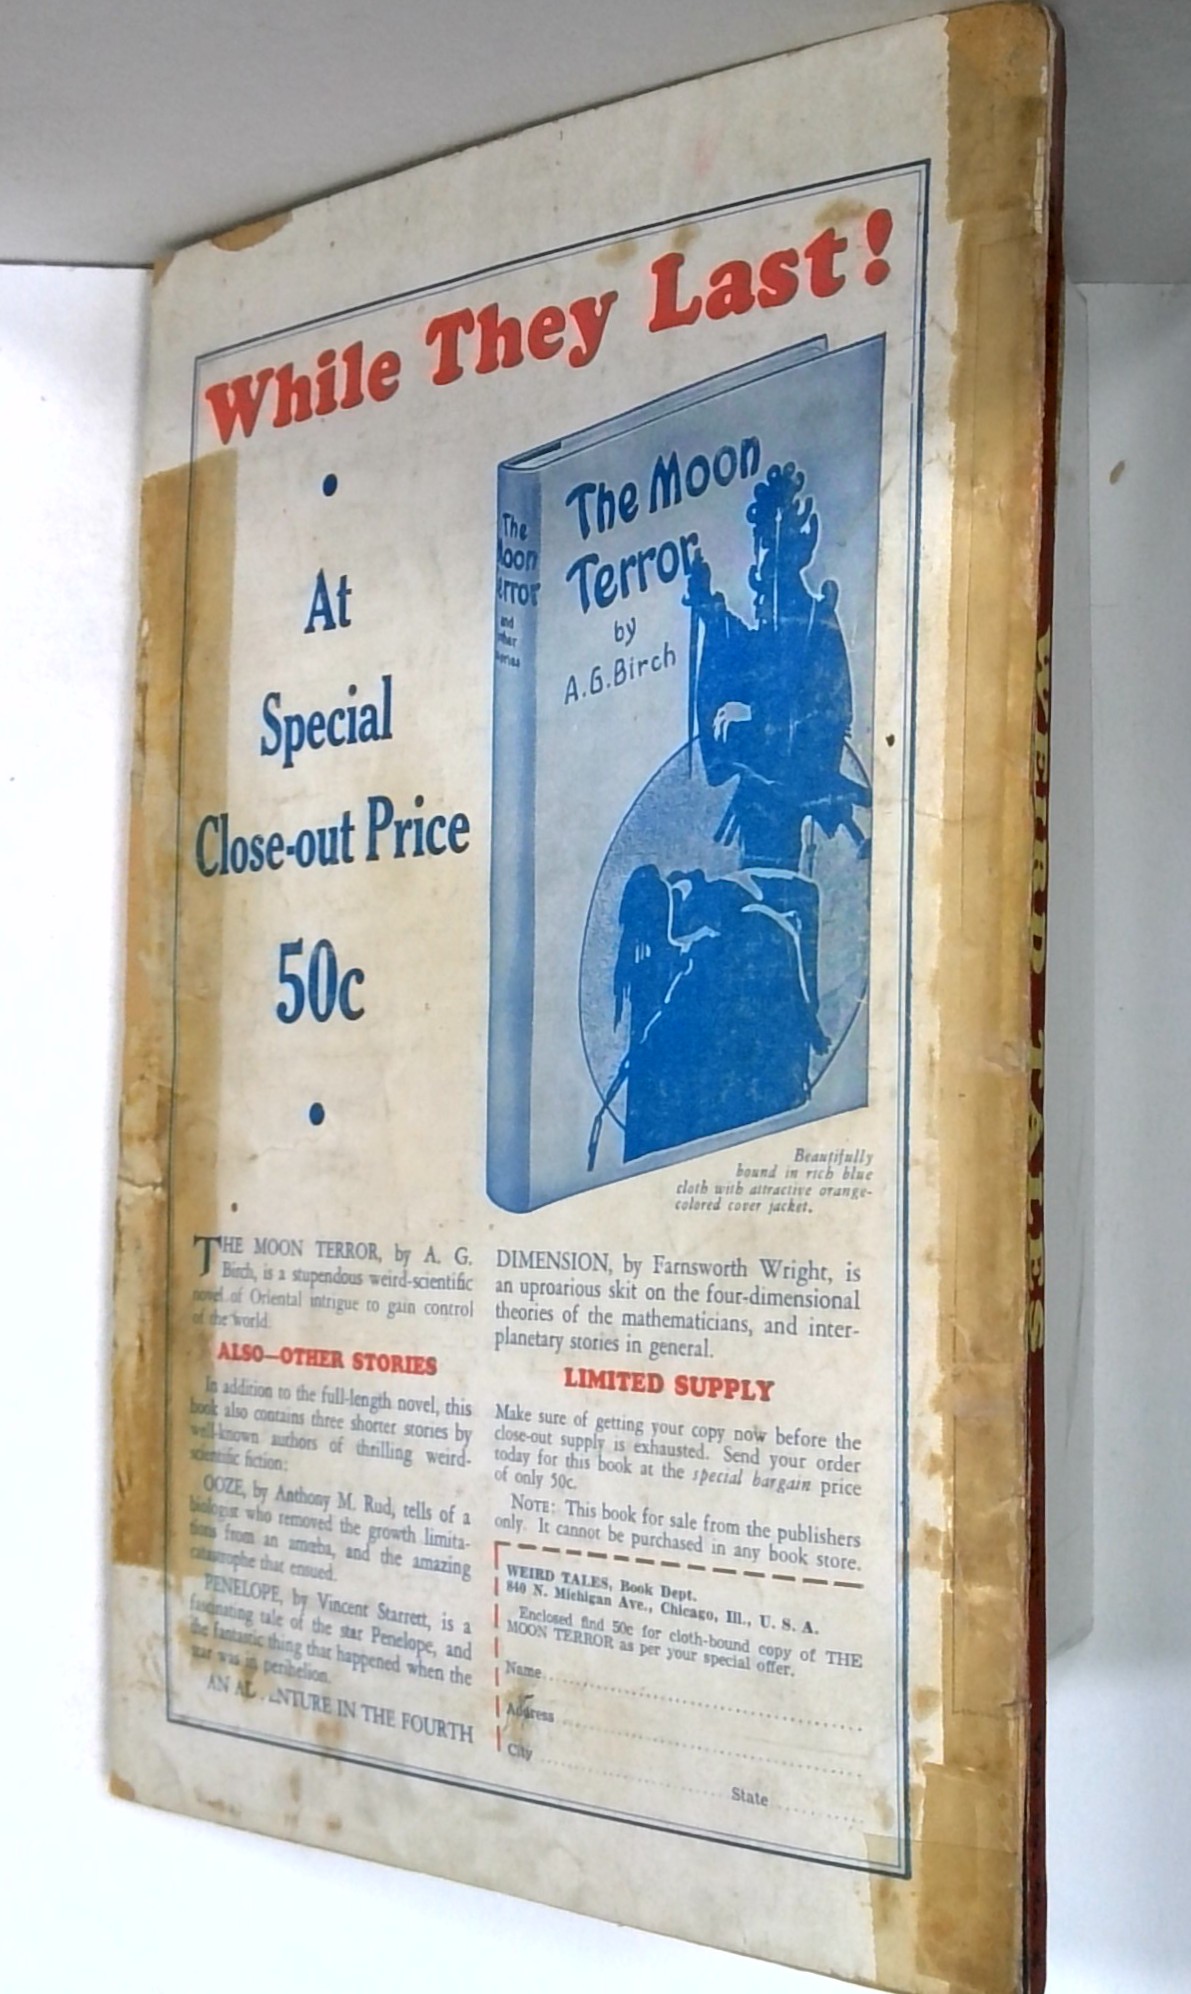 While They Last!
At
Special
Close-out Price
50c
The Moon
Terror
by
A.G.Birch
The
Moon
Terror
and
other
stories
Beautifully
bound in rich blue
cloth with attractive orange-
colored cover jacket.
THE MOON TERROR, by A. G.
Birch, is a stupendous weird-scientific
novel of Oriental intrigue to gain control
of the world.
ALSO—OTHER STORIES
In addition to the full-length novel, this
book also contains three shorter stories by
well-known authors of thrilling weird-
scientific fiction:
OOZE, by Anthony M. Rud, tells of a
biologist who removed the growth limita-
tions from an amœba, and the amazing
catastrophe that ensued.
PENELOPE, by Vincent Starrett, is a
fascinating tale of the star Penelope, and
the fantastic thing that happened when the
star was in perihelion.
AN ADVENTURE IN THE FOURTH
DIMENSION, by Farnsworth Wright, is
an uproarious skit on the four-dimensional
theories of the mathematicians, and inter-
planetary stories in general.
LIMITED SUPPLY
Make sure of getting your copy now before the
close-out supply is exhausted. Send your order
today for this book at the special bargain price
of only 50c.
NOTE: This book for sale from the publishers
only. It cannot be purchased in any book store.
WEIRD TALES, Book Dept.
840 N. Michigan Ave., Chicago, Ill., U. S. A.
Enclosed find 50c for cloth-bound copy of THE
MOON TERROR as per your special offer.
Name
Address
City
State
WEIRD TALES